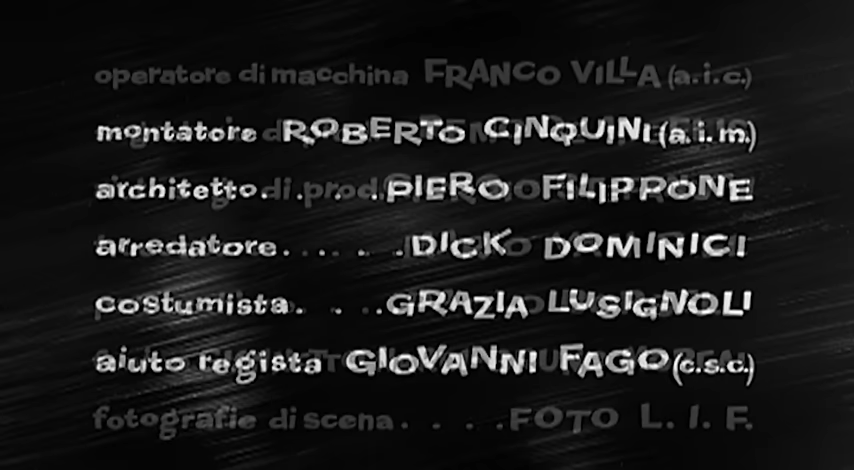 operatore di macchina FRANCO VILLA (a.i.c.)
montatore ROBERTO CINQUINI (a.i.m.)
architetto. . . . .PIERO FILIPPONE
arredatore. . . . .DICK DOMINICI
costumista. . . .GRAZIA LUSIGNOLI
aiuto regista GIOVANNI FAGO (c.s.c.)
fotografie di scena. . . . .FOTO L. I. F.